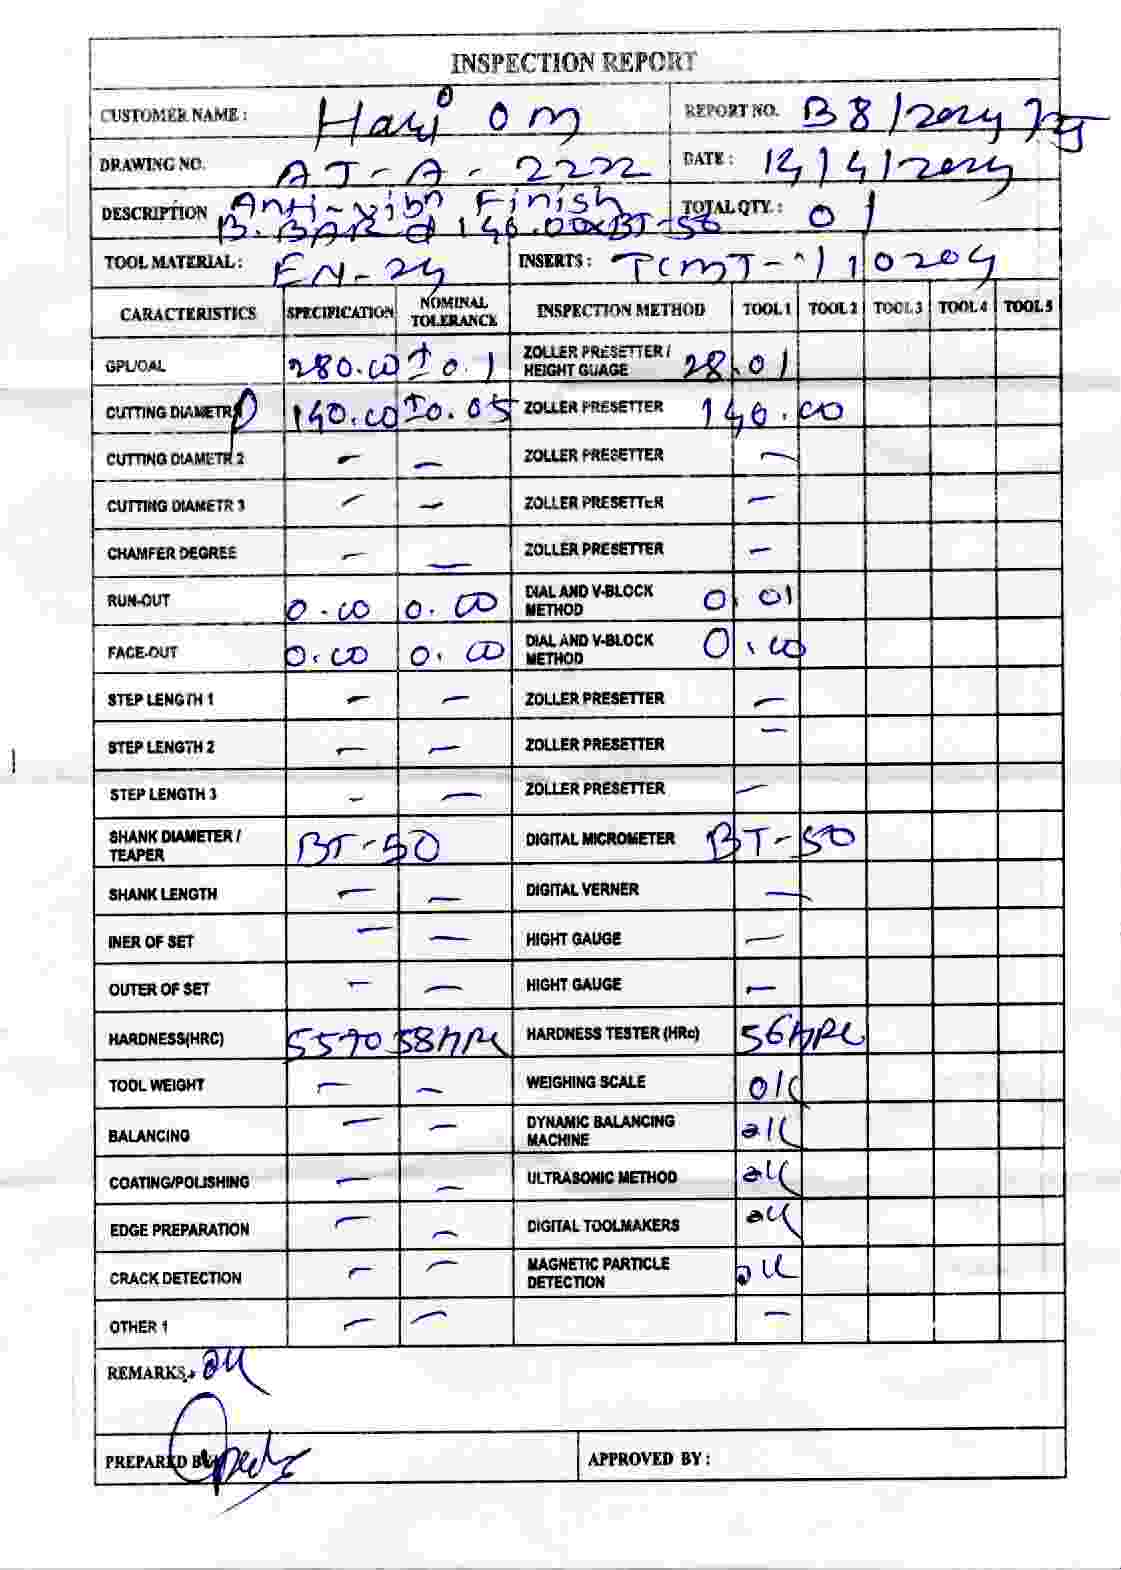 INSPECTION REPORT
CUSTOMER NAME : Hari Om REPORT NO. B8/2024
DRAWING NO. AJ-A-2222 DATE : 14/4/2024
DESCRIPTION Anti-vibn Finish TOTAL QTY. : 01
B.BAR Ø 140.00xBT-50
TOOL MATERIAL : EN-24 INSERTS : TCMT-110204
CARACTERISTICS SPECIFICATION NOMINAL TOLERANCE INSPECTION METHOD TOOL 1 TOOL 2 TOOL 3 TOOL 4 TOOL 5
GPL/OAL 280.00 ±0.1 ZOLLER PRESETTER / HEIGHT GUAGE 28.01
CUTTING DIAMETR 140.00 ±0.05 ZOLLER PRESETTER 140.00
CUTTING DIAMETR 2 – – ZOLLER PRESETTER –
CUTTING DIAMETR 3 – – ZOLLER PRESETTER –
CHAMFER DEGREE – – ZOLLER PRESETTER –
RUN-OUT 0.00 0.00 DIAL AND V-BLOCK METHOD 0.01
FACE-OUT 0.00 0.00 DIAL AND V-BLOCK METHOD 0.00
STEP LENGTH 1 – – ZOLLER PRESETTER –
STEP LENGTH 2 – – ZOLLER PRESETTER –
STEP LENGTH 3 – – ZOLLER PRESETTER –
SHANK DIAMETER / TEAPER BT-50 DIGITAL MICROMETER BT-50
SHANK LENGTH – – DIGITAL VERNER –
INER OF SET – – HIGHT GAUGE –
OUTER OF SET – – HIGHT GAUGE –
HARDNESS(HRC) 55TO 58HRC HARDNESS TESTER (HRc) 56HRC
TOOL WEIGHT – – WEIGHING SCALE OK
BALANCING – – DYNAMIC BALANCING MACHINE OK
COATING/POLISHING – – ULTRASONIC METHOD OK
EDGE PREPARATION – – DIGITAL TOOLMAKERS OK
CRACK DETECTION – – MAGNETIC PARTICLE DETECTION OK
OTHER 1 – – –
REMARKS : OK
PREPARED BY APPROVED BY :